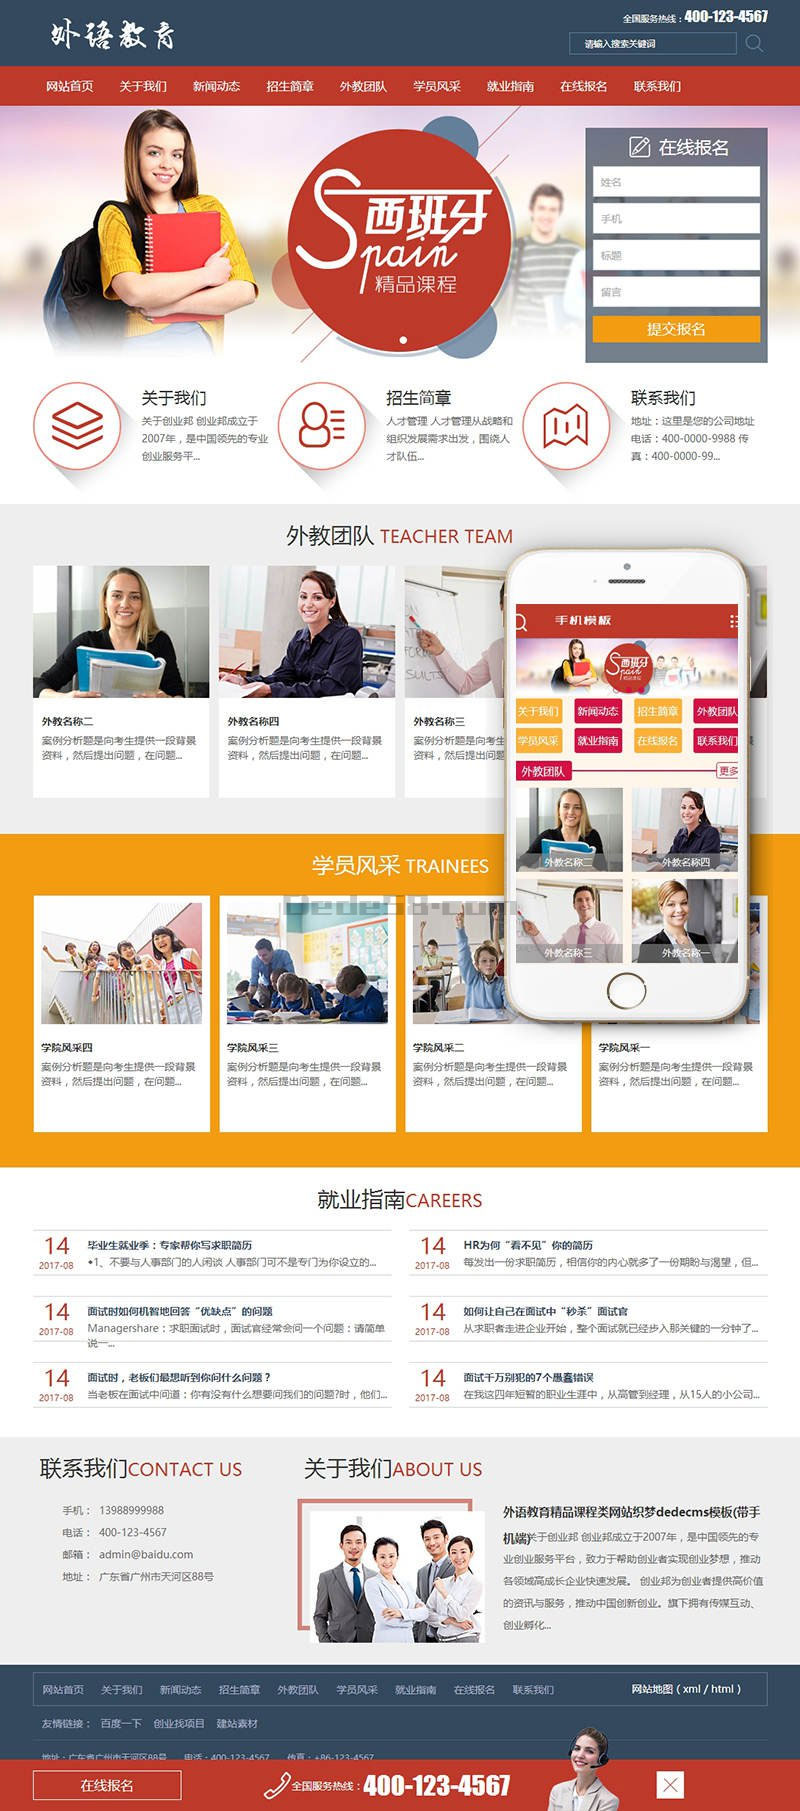 外语教育
全国服务热线：400-123-4567
请输入搜索关键词
网站首页 关于我们 新闻动态 招生简章 外教团队 学员风采 就业指南 在线报名 联系我们
西班牙
Spain
精品课程
在线报名
姓名
手机
标题
留言
提交报名
关于我们
关于创业邦 创业邦成立于
2007年，是中国领先的专业
创业服务平...
招生简章
人才管理 人才管理从战略和
组织发展需求出发，围绕人
才队伍...
联系我们
地址：这里是您的公司地址
电话：400-0000-9988 传
真：400-0000-99...
外教团队 TEACHER TEAM
外教名称二
案例分析题是向考生提供一段背景
资料，然后提出问题，在问题...
外教名称四
案例分析题是向考生提供一段背景
资料，然后提出问题，在问题...
外教名称三
案例分析题是向考生提供一段背景
资料，然后提出问题，在问题...
手机模板
西班牙
Spain
精品课程
关于我们 新闻动态 招生简章 外教团队
学员风采 就业指南 在线报名 联系我们
外教团队 更多
外教名称二 外教名称四
外教名称三 外教名称一
学员风采 TRAINEES
Dede58.com
学院风采四
案例分析题是向考生提供一段背景
资料，然后提出问题，在问题...
学院风采三
案例分析题是向考生提供一段背景
资料，然后提出问题，在问题...
学院风采二
案例分析题是向考生提供一段背景
资料，然后提出问题，在问题...
学院风采一
案例分析题是向考生提供一段背景
资料，然后提出问题，在问题...
就业指南CAREERS
14
2017-08
毕业生就业季：专家帮你写求职简历
•1、不要与人事部门的人闲谈 人事部门可不是专门为你设立的...
14
2017-08
HR为何“看不见”你的简历
每发出一份求职简历，相信你的内心就多了一份期盼与渴望，但...
14
2017-08
面试时如何机智地回答“优缺点”的问题
Managershare：求职面试时，面试官经常会问一个问题：请简单
说一...
14
2017-08
如何让自己在面试中“秒杀”面试官
从求职者走进企业开始，整个面试就已经步入那关键的一分钟了...
14
2017-08
面试时，老板们最想听到你问什么问题？
当老板在面试中问道：你有没有什么想要问我们的问题?时，他们...
14
2017-08
面试千万别犯的7个愚蠢错误
在我这四年短暂的职业生涯中，从高管到经理，从15人的小公司...
联系我们CONTACT US
手机： 13988999988
电话： 400-123-4567
邮箱： admin@baidu.com
地址： 广东省广州市天河区88号
关于我们ABOUT US
外语教育精品课程类网站织梦dedecms模板(带手
机端)关于创业邦 创业邦成立于2007年，是中国领先的专
业创业服务平台，致力于帮助创业者实现创业梦想，推动
各领域高成长企业快速发展。 创业邦为创业者提供高价值
的资讯与服务，推动中国创新创业。旗下拥有传媒互动、
创业孵化...
网站首页 关于我们 新闻动态 招生简章 外教团队 学员风采 就业指南 在线报名 联系我们
网站地图 ( xml / html )
友情链接： 百度一下 创业找项目 建站素材
地址：广东省广州市天河区88号 电话：400-123-4567 传真：+86-123-4567
在线报名
全国服务热线：400-123-4567